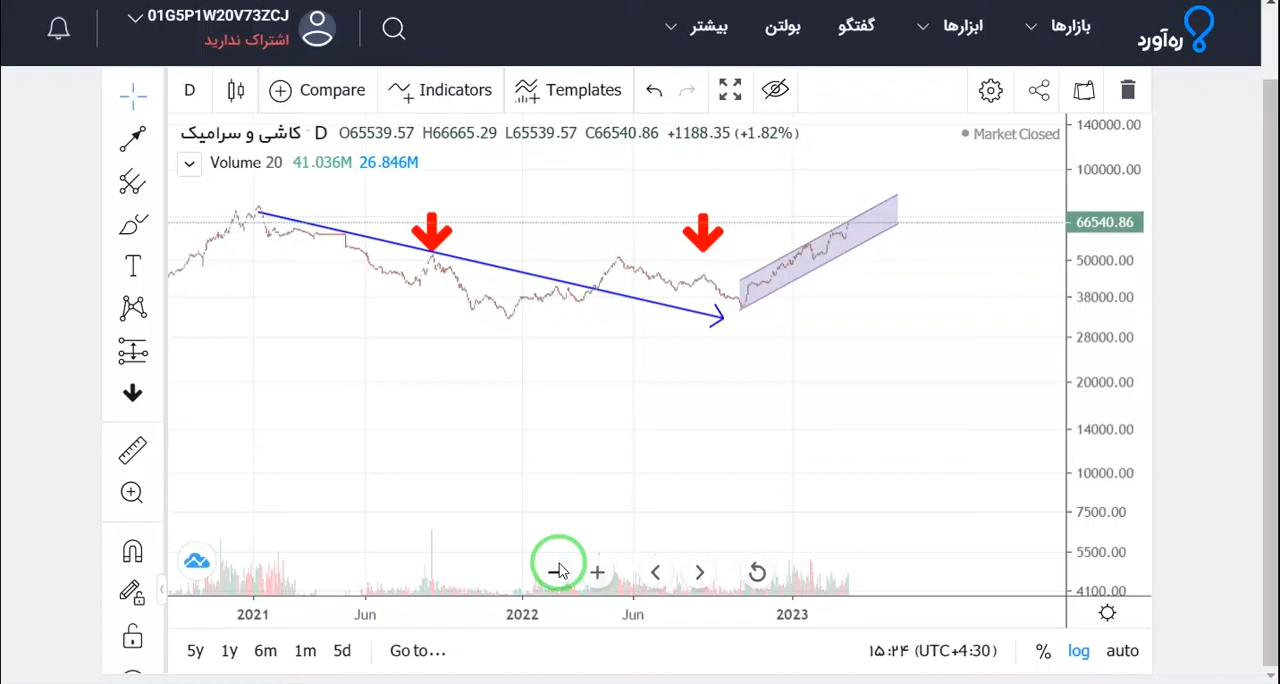 01G5P1W20V73ZCJ
اشتراک ندارید
بازارها
ابزارها
گفتگو
بولتن
بیشتر
ره‌آورد
D
Compare
Indicators
Templates
کاشی و سرامیک · D O65539.57 H66665.29 L65539.57 C66540.86 +1188.35 (+1.82%)
Market Closed
Volume 20 41.036M 26.846M
140000.00
100000.00
66540.86
50000.00
38000.00
28000.00
20000.00
14000.00
10000.00
7500.00
5500.00
4100.00
2021 Jun 2022 Jun 2023
5y 1y 6m 1m 5d Go to...
۱۵:۲۴ (UTC+4:30) % log auto